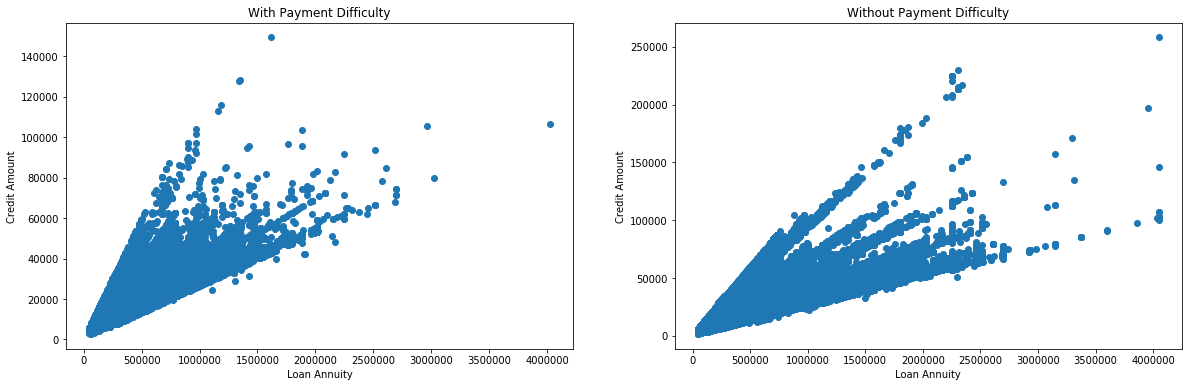 With Payment Difficulty
140000
120000
100000
80000
60000
40000
20000
0
Credit Amount
0 500000 1000000 1500000 2000000 2500000 3000000 3500000 4000000
Loan Annuity
Without Payment Difficulty
250000
200000
150000
100000
50000
0
Credit Amount
0 500000 1000000 1500000 2000000 2500000 3000000 3500000 4000000
Loan Annuity